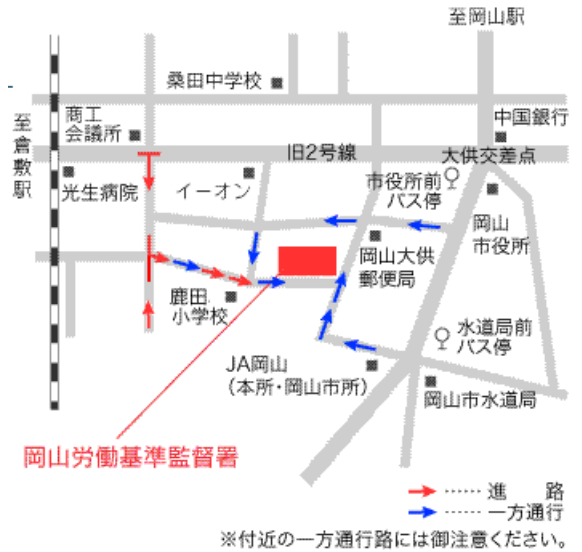 至岡山駅
桑田中学校
中国銀行
商工
会議所
至倉敷駅
旧2号線
大供交差点
光生病院
イーオン
市役所前
バス停
岡山
市役所
岡山大供
郵便局
鹿田
小学校
水道局前
バス停
JA岡山
(本所・岡山市所)
岡山市水道局
岡山労働基準監督署
進 路
一方通行
※付近の一方通行路には御注意ください。